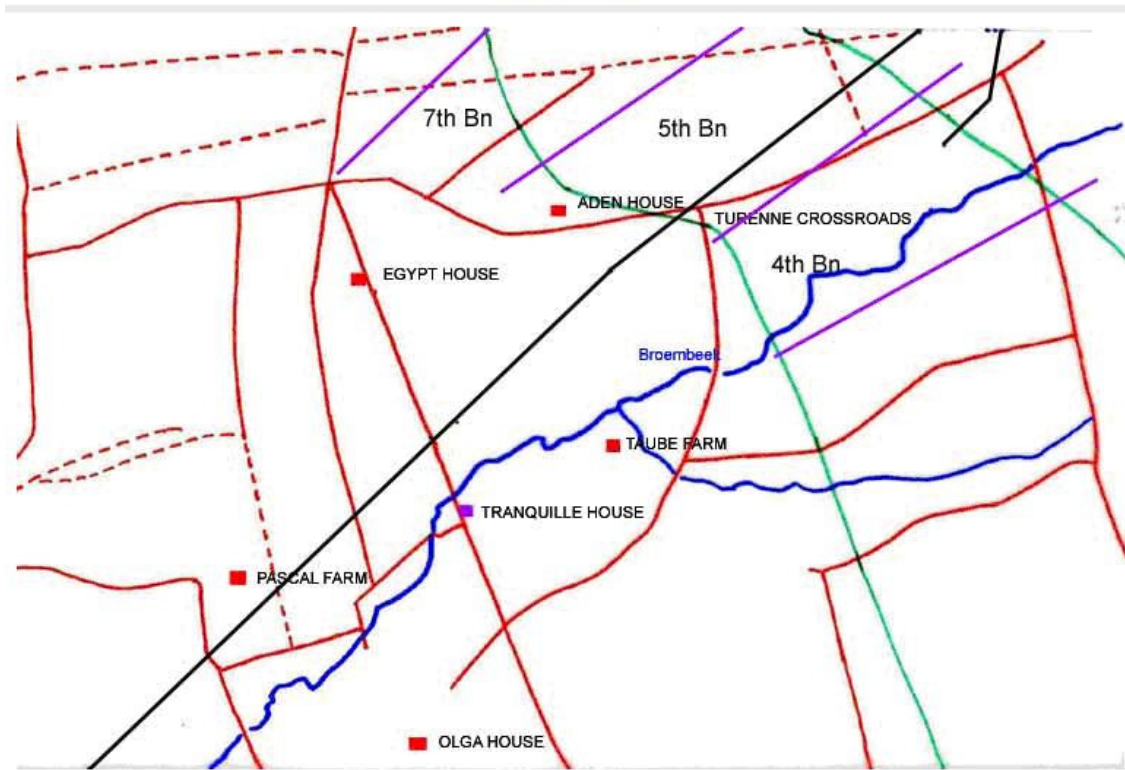 7th Bn
5th Bn
ADEN HOUSE
TURENNE CROSSROADS
4th Bn
EGYPT HOUSE
Broembeek
TAUBE FARM
TRANQUILLE HOUSE
PASCAL FARM
OLGA HOUSE